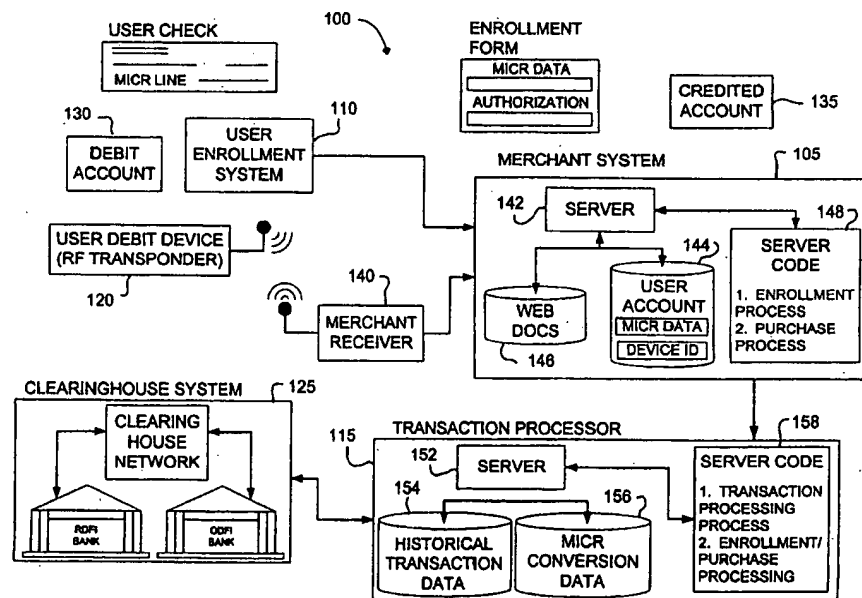 USER CHECK
MICR LINE
100
ENROLLMENT
FORM
MICR DATA
AUTHORIZATION
CREDITED
ACCOUNT
135
130
DEBIT
ACCOUNT
USER
ENROLLMENT
SYSTEM
110
MERCHANT SYSTEM
105
142
SERVER
148
SERVER
CODE
1. ENROLLMENT
PROCESS
2. PURCHASE
PROCESS
144
USER
ACCOUNT
MICR DATA
DEVICE ID
WEB
DOCS
146
USER DEBIT DEVICE
(RF TRANSPONDER)
120
140
MERCHANT
RECEIVER
CLEARINGHOUSE SYSTEM
125
CLEARING
HOUSE
NETWORK
RDFI
BANK
ODFI
BANK
TRANSACTION PROCESSOR
115
152
SERVER
154
HISTORICAL
TRANSACTION
DATA
156
MICR
CONVERSION
DATA
158
SERVER CODE
1. TRANSACTION
PROCESSING
PROCESS
2. ENROLLMENT/
PURCHASE
PROCESSING